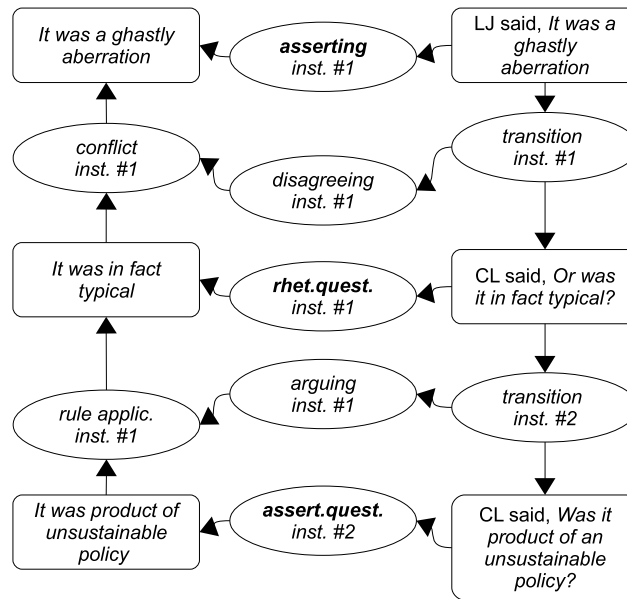 It was a ghastly
aberration
asserting
inst. #1
LJ said, It was a
ghastly
aberration
conflict
inst. #1
disagreeing
inst. #1
transition
inst. #1
It was in fact
typical
rhet.quest.
inst. #1
CL said, Or was
it in fact typical?
rule applic.
inst. #1
arguing
inst. #1
transition
inst. #2
It was product of
unsustainable
policy
assert.quest.
inst. #2
CL said, Was it
product of an
unsustainable
policy?